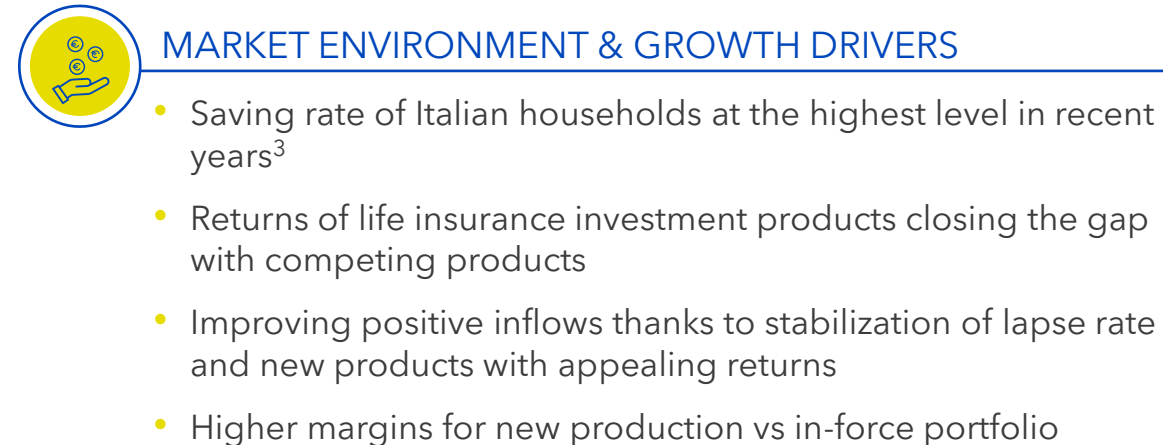 MARKET ENVIRONMENT & GROWTH DRIVERS
• Saving rate of Italian households at the highest level in recent
years³
• Returns of life insurance investment products closing the gap
with competing products
• Improving positive inflows thanks to stabilization of lapse rate
and new products with appealing returns
• Higher margins for new production vs in-force portfolio